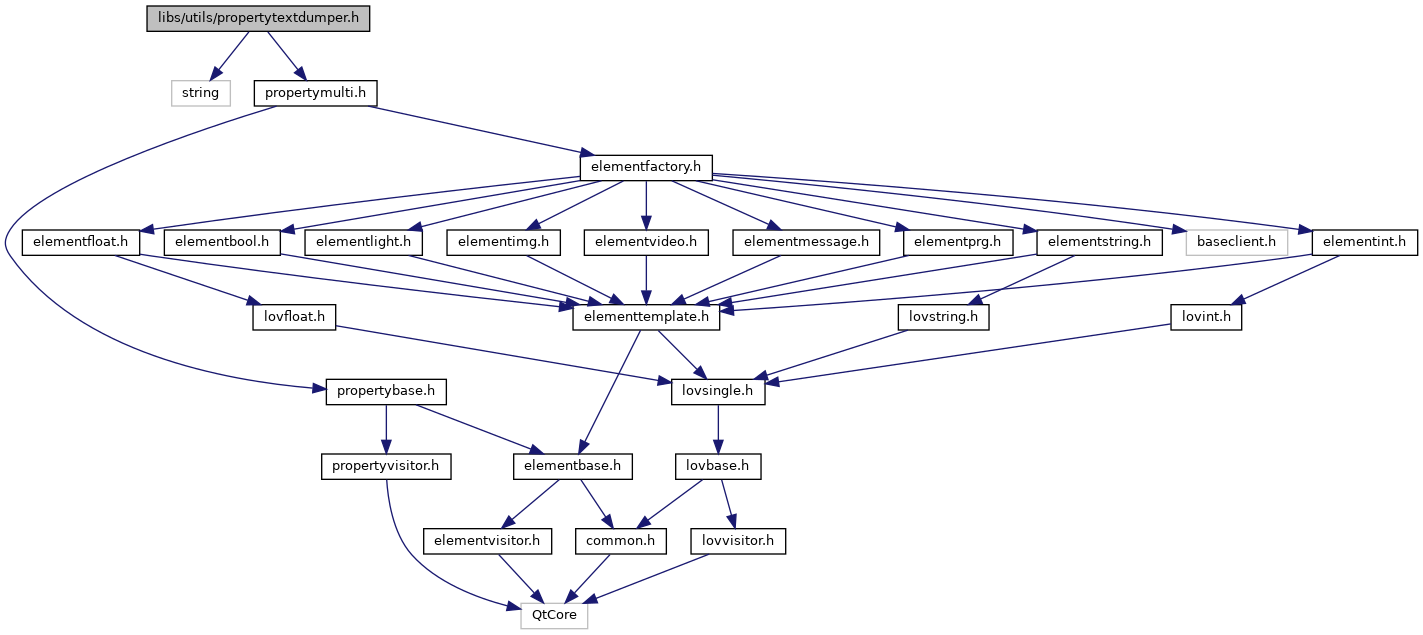 libs/utils/propertytextdumper.h
string
propertymulti.h
elementfactory.h
elementfloat.h
elementbool.h
elementlight.h
elementimg.h
elementvideo.h
elementmessage.h
elementprg.h
elementstring.h
baseclient.h
elementint.h
lovfloat.h
elementtemplate.h
lovstring.h
lovint.h
propertybase.h
lovsingle.h
propertyvisitor.h
elementbase.h
lovbase.h
elementvisitor.h
common.h
lovvisitor.h
QtCore